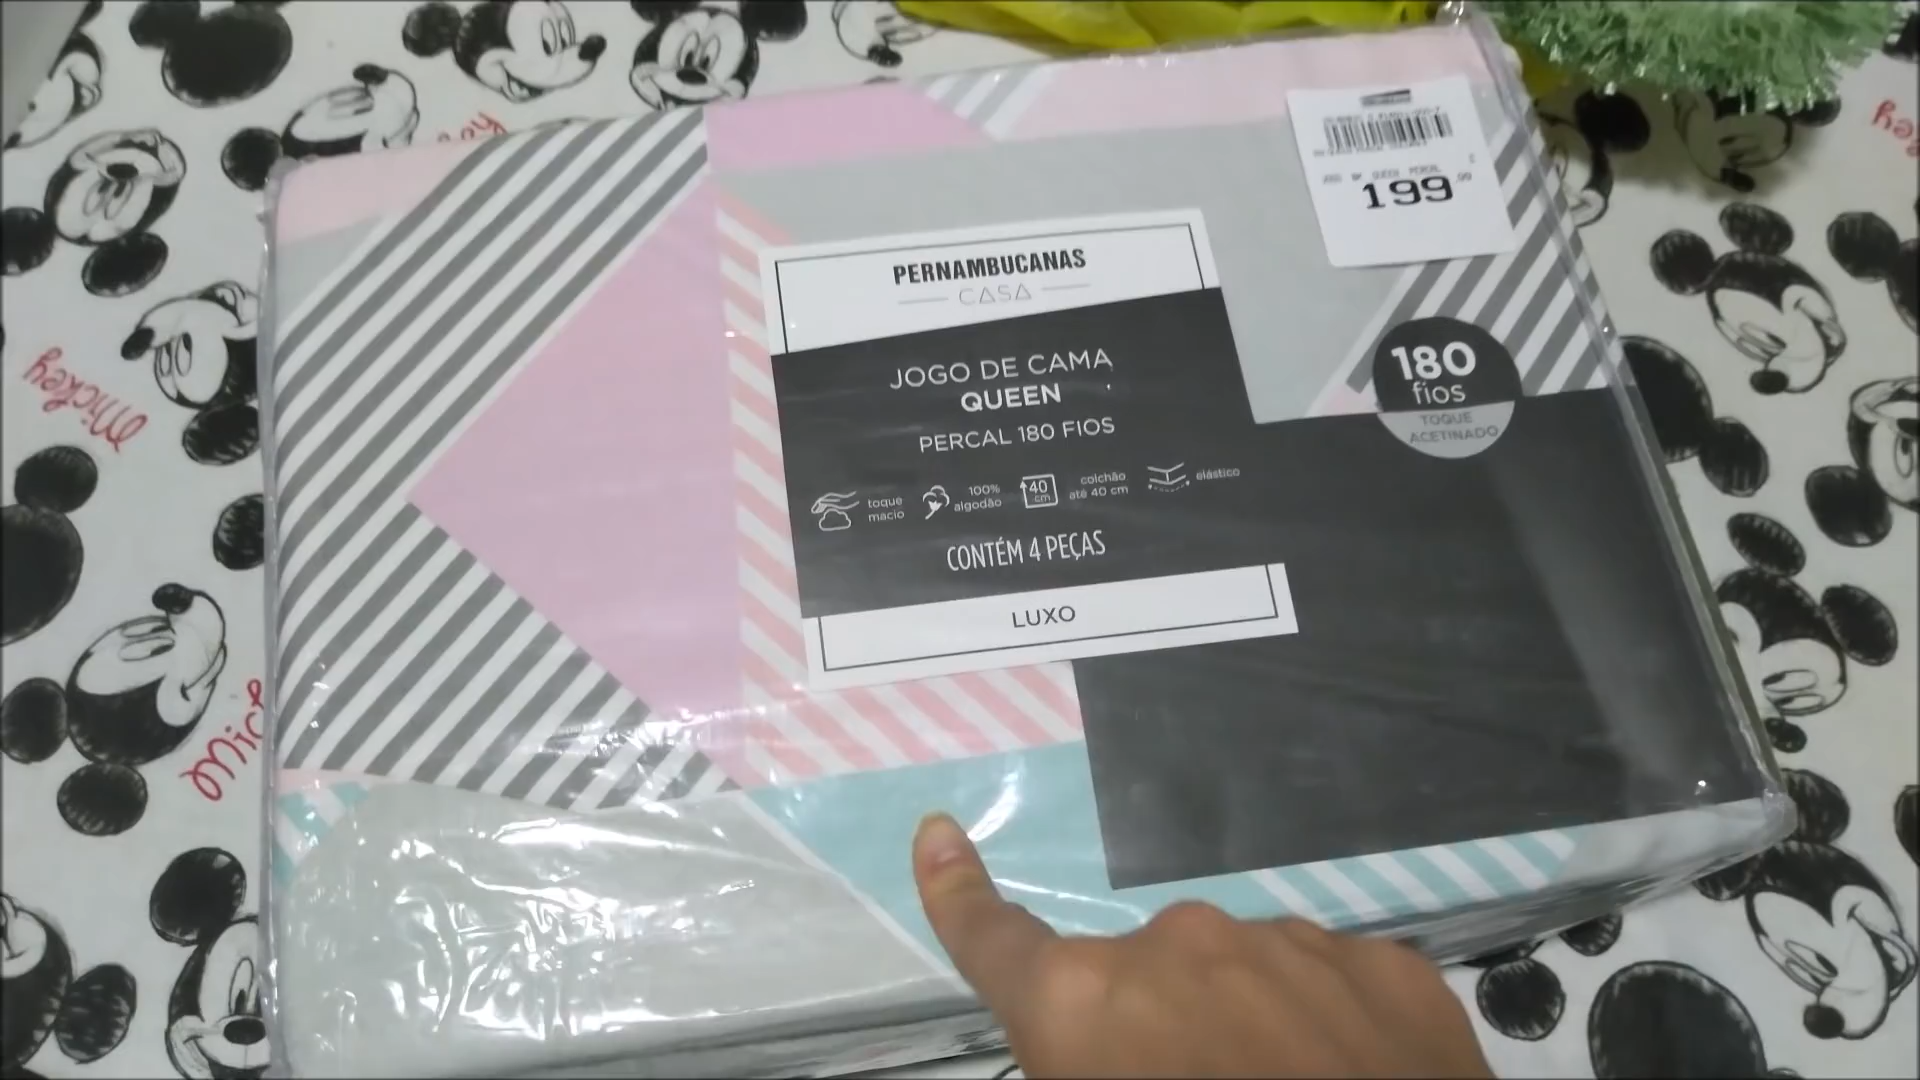 PERNAMBUCANAS
CASA
JOGO DE CAMA
QUEEN
PERCAL 180 FIOS
toque macio
100% algodão
40 cm
colchão até 40 cm
elástico
CONTÉM 4 PEÇAS
LUXO
199
180
fios
TOQUE
ACETINADO
Mickey